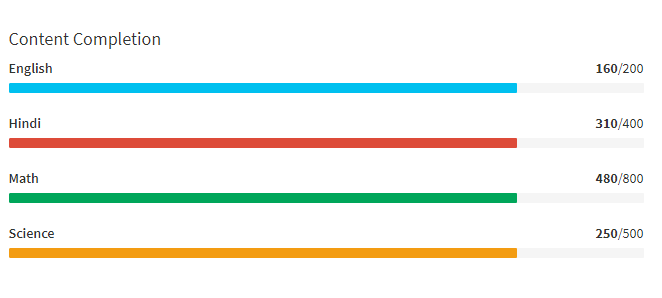 Content Completion
English 160/200
Hindi 310/400
Math 480/800
Science 250/500